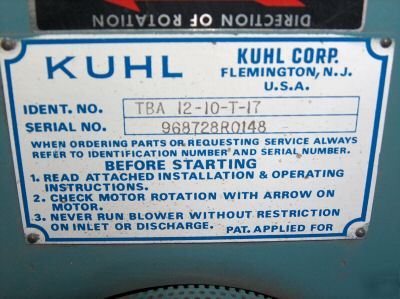 DIRECTION OF ROTATION
KUHL
KUHL CORP.
FLEMINGTON, N.J.
U.S.A.
IDENT. NO. TBA 12-10-T-17
SERIAL NO. 968728R0148
WHEN ORDERING PARTS OR REQUESTING SERVICE ALWAYS
REFER TO IDENTIFICATION NUMBER AND SERIAL NUMBER.
BEFORE STARTING
1. READ ATTACHED INSTALLATION & OPERATING
INSTRUCTIONS.
2. CHECK MOTOR ROTATION WITH ARROW ON
MOTOR.
3. NEVER RUN BLOWER WITHOUT RESTRICTION
ON INLET OR DISCHARGE. PAT. APPLIED FOR